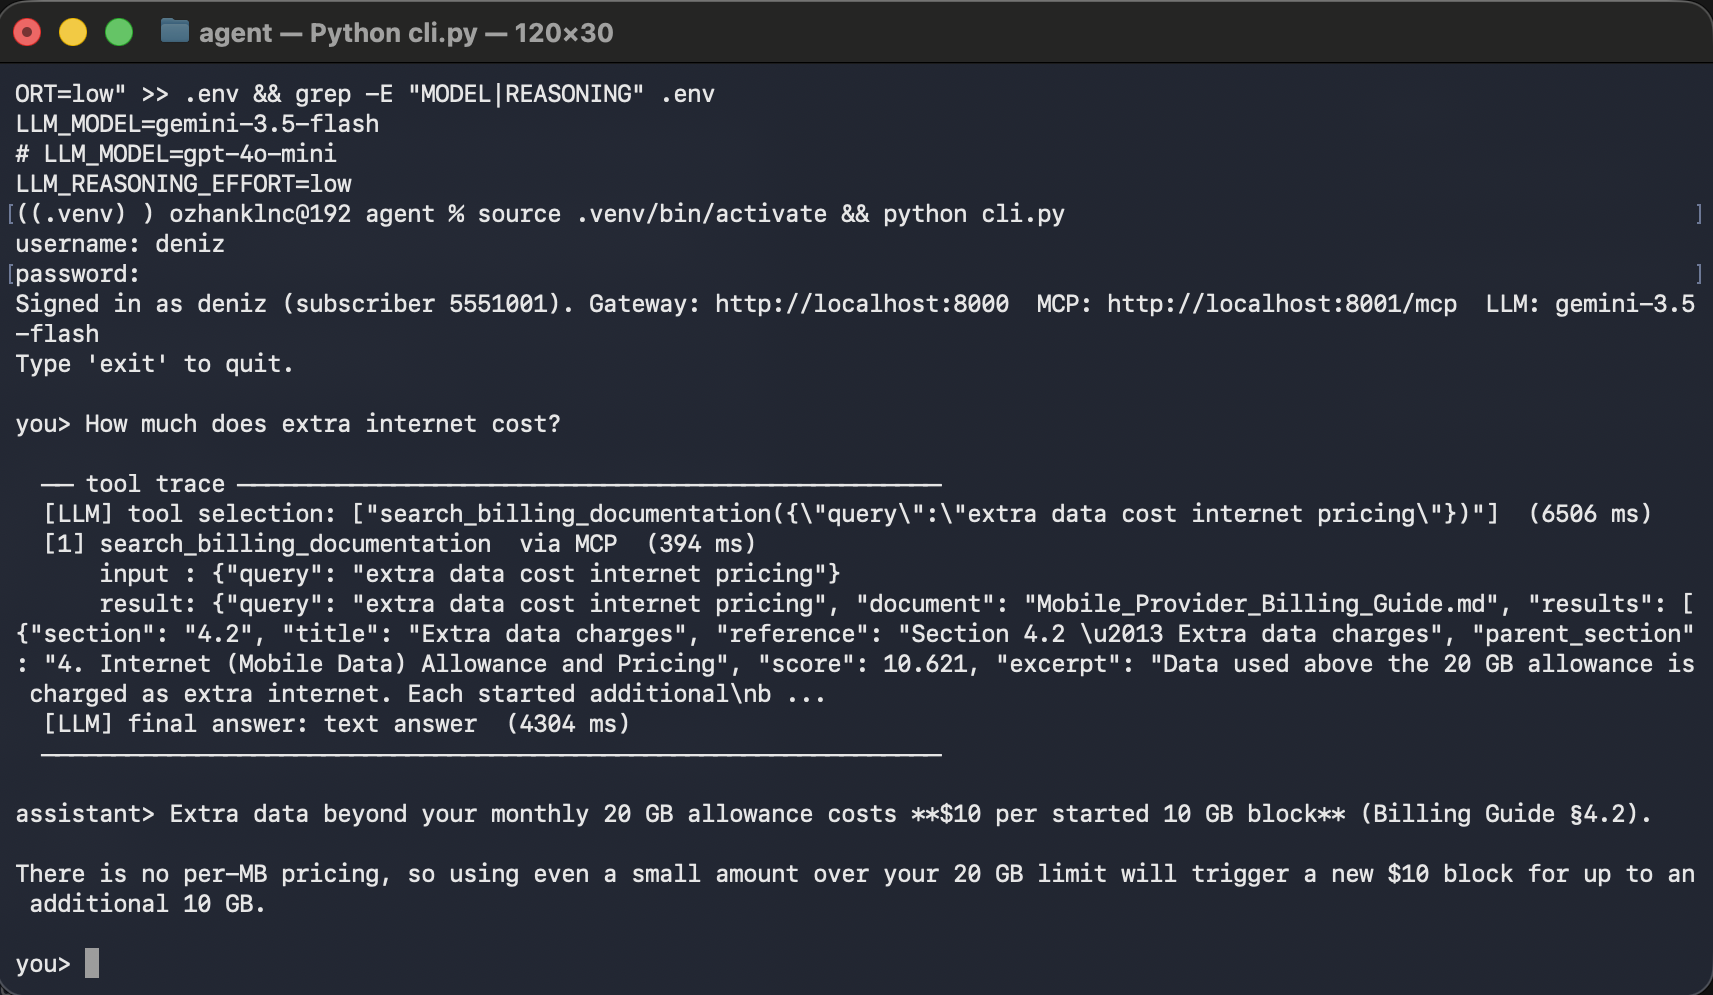 agent — Python cli.py — 120×30
ORT=low" >> .env && grep -E "MODEL|REASONING" .env
LLM_MODEL=gemini-3.5-flash
# LLM_MODEL=gpt-4o-mini
LLM_REASONING_EFFORT=low
[((.venv) ) ozhanklnc@192 agent % source .venv/bin/activate && python cli.py ]
username: deniz
[password: ]
Signed in as deniz (subscriber 5551001). Gateway: http://localhost:8000  MCP: http://localhost:8001/mcp  LLM: gemini-3.5
-flash
Type 'exit' to quit.
you> How much does extra internet cost?
── tool trace ──────────────────────────────────────────────────
[LLM] tool selection: ["search_billing_documentation({\"query\":\"extra data cost internet pricing\"})"]  (6506 ms)
[1] search_billing_documentation  via MCP  (394 ms)
input : {"query": "extra data cost internet pricing"}
result: {"query": "extra data cost internet pricing", "document": "Mobile_Provider_Billing_Guide.md", "results": [
{"section": "4.2", "title": "Extra data charges", "reference": "Section 4.2 \u2013 Extra data charges", "parent_section"
: "4. Internet (Mobile Data) Allowance and Pricing", "score": 10.621, "excerpt": "Data used above the 20 GB allowance is
charged as extra internet. Each started additional\nb ...
[LLM] final answer: text answer  (4304 ms)
assistant> Extra data beyond your monthly 20 GB allowance costs **$10 per started 10 GB block** (Billing Guide §4.2).
There is no per-MB pricing, so using even a small amount over your 20 GB limit will trigger a new $10 block for up to an
additional 10 GB.
you>